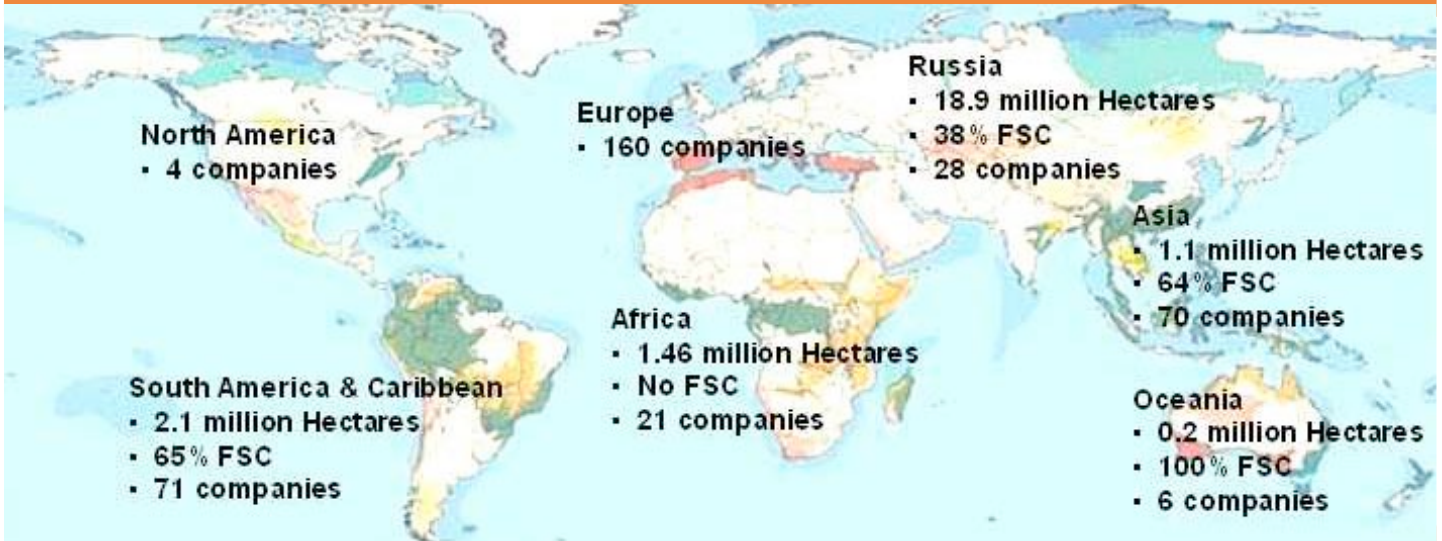 North America
▪ 4 companies
Europe
▪ 160 companies
Russia
▪ 18.9 million Hectares
▪ 38% FSC
▪ 28 companies
Asia
▪ 1.1 million Hectares
▪ 64% FSC
▪ 70 companies
Africa
▪ 1.46 million Hectares
▪ No FSC
▪ 21 companies
South America & Caribbean
▪ 2.1 million Hectares
▪ 65% FSC
▪ 71 companies
Oceania
▪ 0.2 million Hectares
▪ 100% FSC
▪ 6 companies